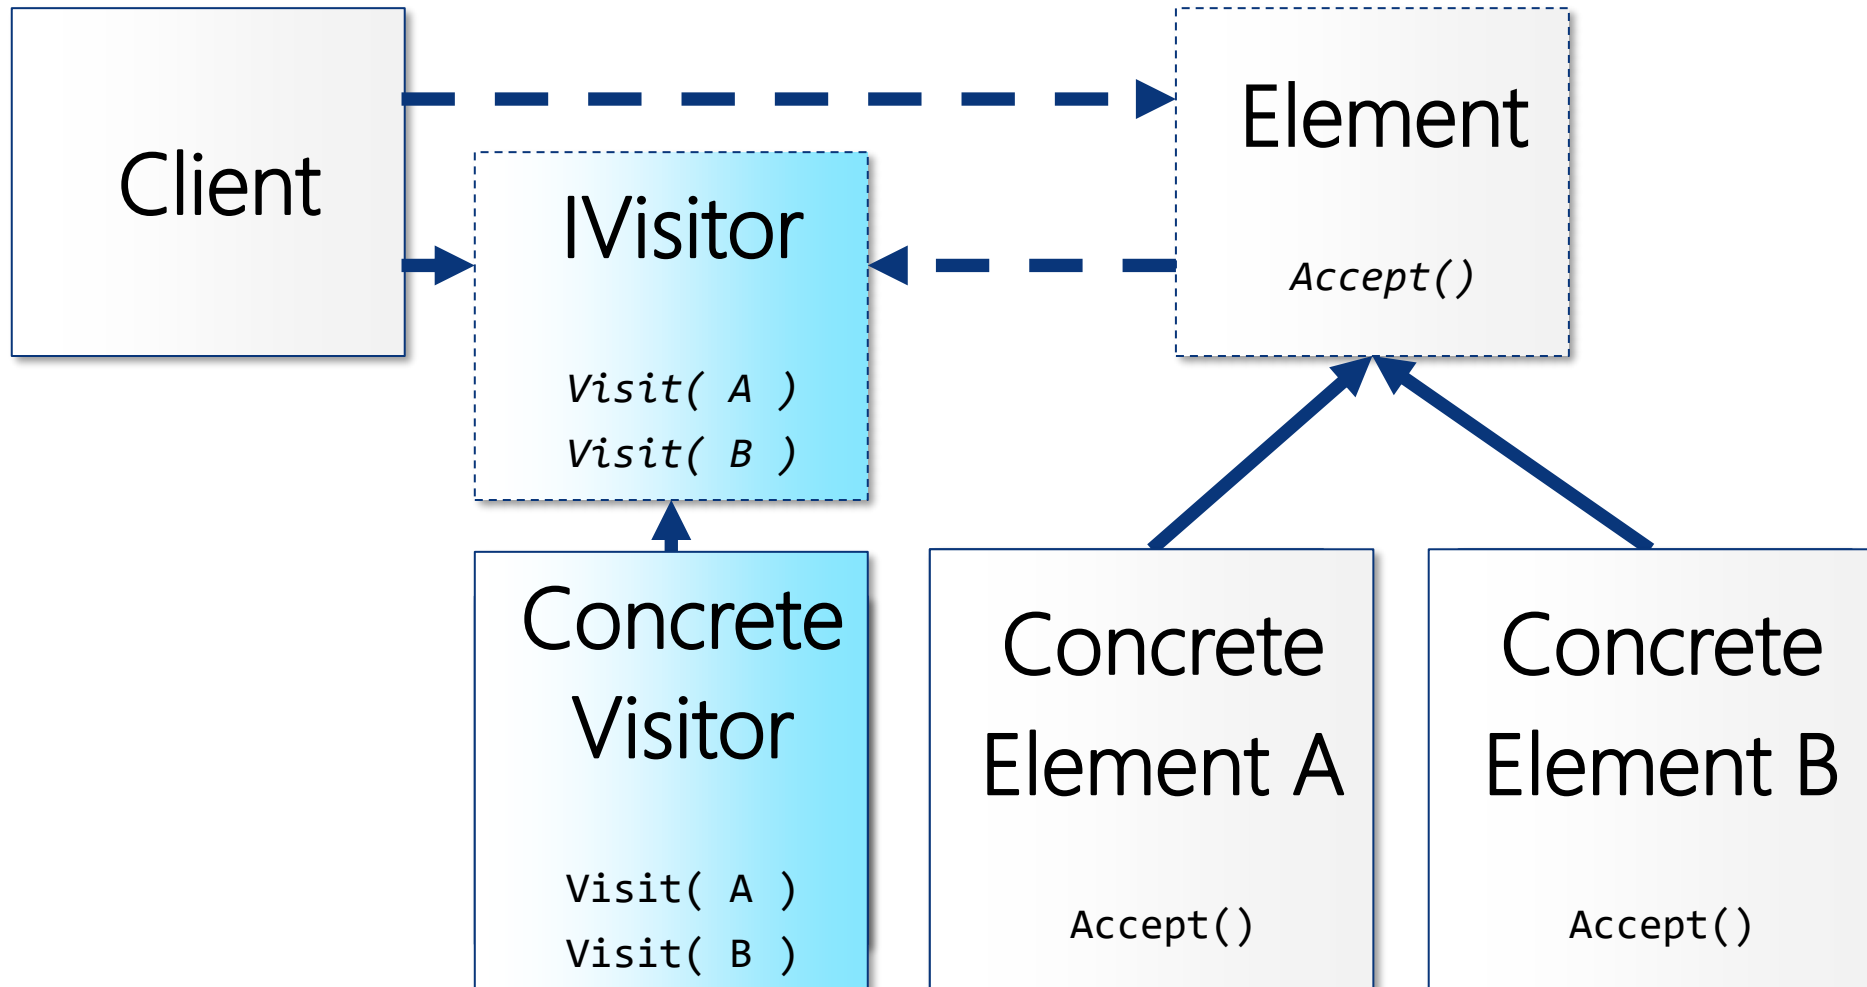 Client
IVisitor
Visit( A )
Visit( B )
Element
Accept()
Concrete
Visitor
Visit( A )
Visit( B )
Concrete
Element A
Accept()
Concrete
Element B
Accept()